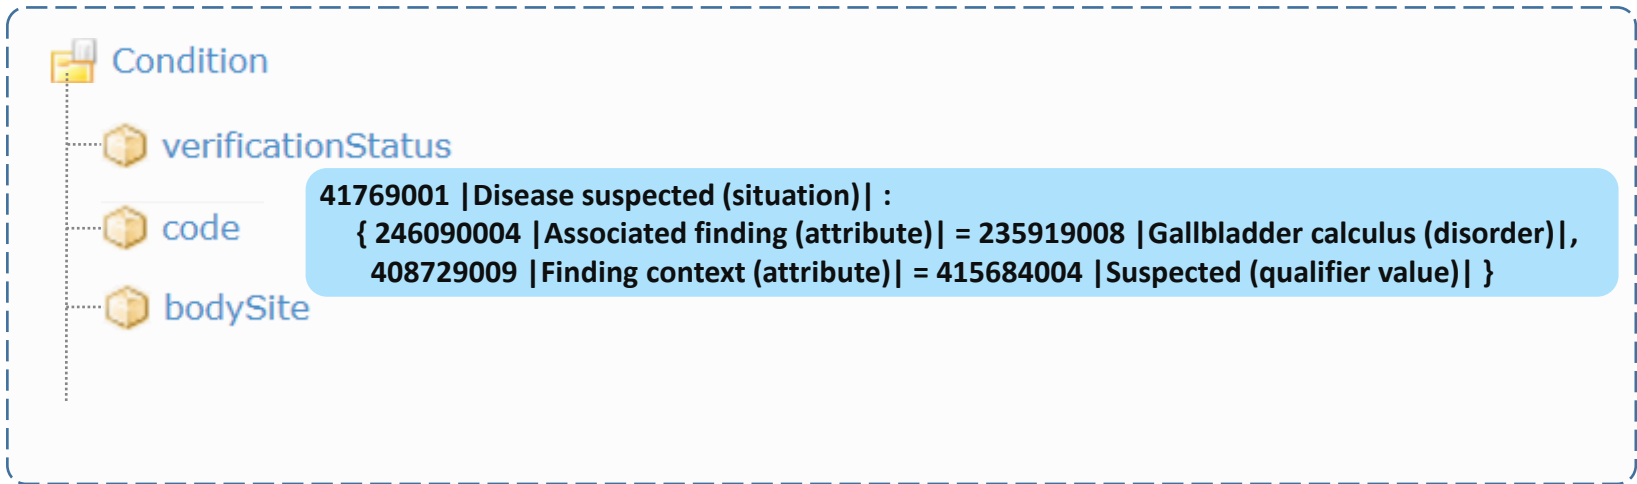 Condition
verificationStatus
41769001 |Disease suspected (situation)| :
code
{ 246090004 |Associated finding (attribute)| = 235919008 |Gallbladder calculus (disorder)|,
408729009 |Finding context (attribute)| = 415684004 |Suspected (qualifier value)| }
bodySite